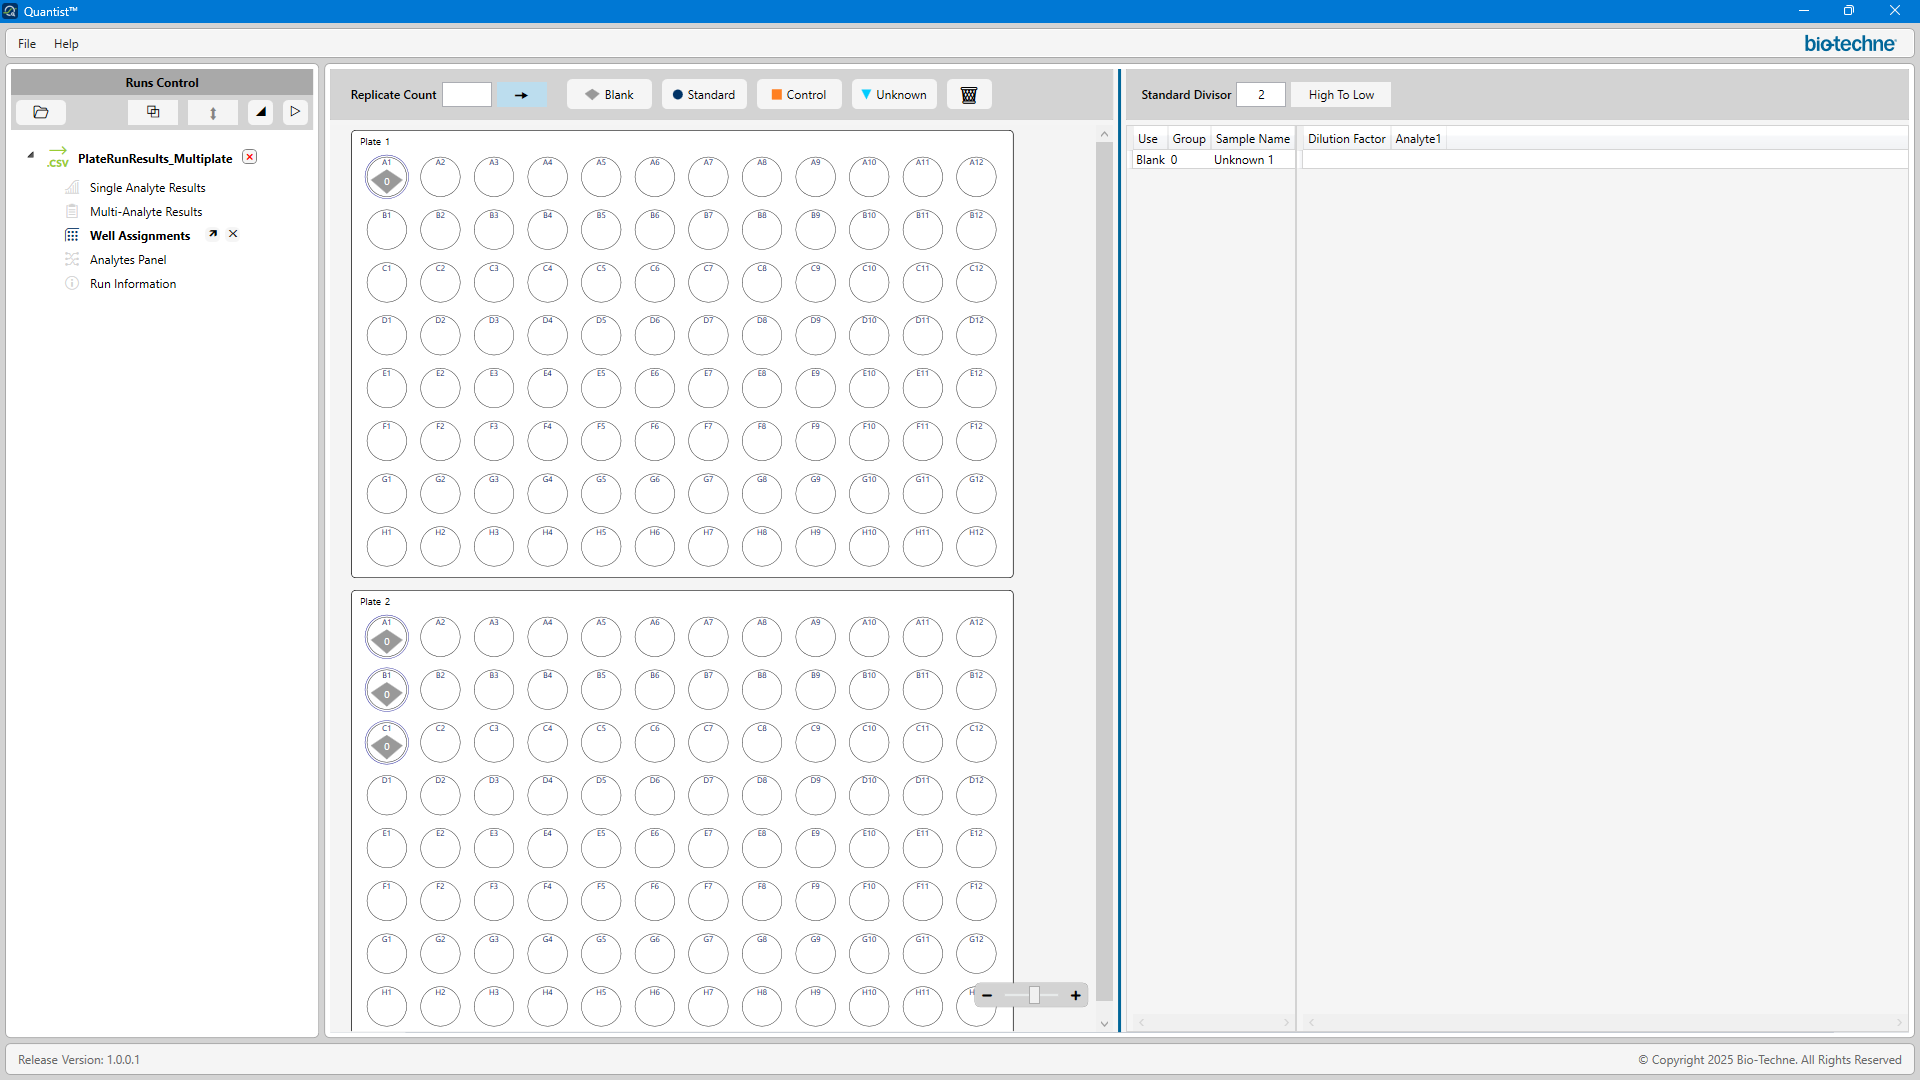 Quantist™
File Help
bio-techne
Runs Control
PlateRunResults_Multiplate
.csv
Single Analyte Results
Multi-Analyte Results
Well Assignments
Analytes Panel
Run Information
Replicate Count
Blank Standard Control Unknown
Plate 1
A1 A2 A3 A4 A5 A6 A7 A8 A9 A10 A11 A12
0
B1 B2 B3 B4 B5 B6 B7 B8 B9 B10 B11 B12
C1 C2 C3 C4 C5 C6 C7 C8 C9 C10 C11 C12
D1 D2 D3 D4 D5 D6 D7 D8 D9 D10 D11 D12
E1 E2 E3 E4 E5 E6 E7 E8 E9 E10 E11 E12
F1 F2 F3 F4 F5 F6 F7 F8 F9 F10 F11 F12
G1 G2 G3 G4 G5 G6 G7 G8 G9 G10 G11 G12
H1 H2 H3 H4 H5 H6 H7 H8 H9 H10 H11 H12
Plate 2
A1 A2 A3 A4 A5 A6 A7 A8 A9 A10 A11 A12
0
B1 B2 B3 B4 B5 B6 B7 B8 B9 B10 B11 B12
0
C1 C2 C3 C4 C5 C6 C7 C8 C9 C10 C11 C12
0
D1 D2 D3 D4 D5 D6 D7 D8 D9 D10 D11 D12
E1 E2 E3 E4 E5 E6 E7 E8 E9 E10 E11 E12
F1 F2 F3 F4 F5 F6 F7 F8 F9 F10 F11 F12
G1 G2 G3 G4 G5 G6 G7 G8 G9 G10 G11 G12
H1 H2 H3 H4 H5 H6 H7 H8 H9 H10 H11 H
Standard Divisor 2 High To Low
Use Group Sample Name Dilution Factor Analyte1
Blank 0 Unknown 1
Release Version: 1.0.0.1
© Copyright 2025 Bio-Techne. All Rights Reserved